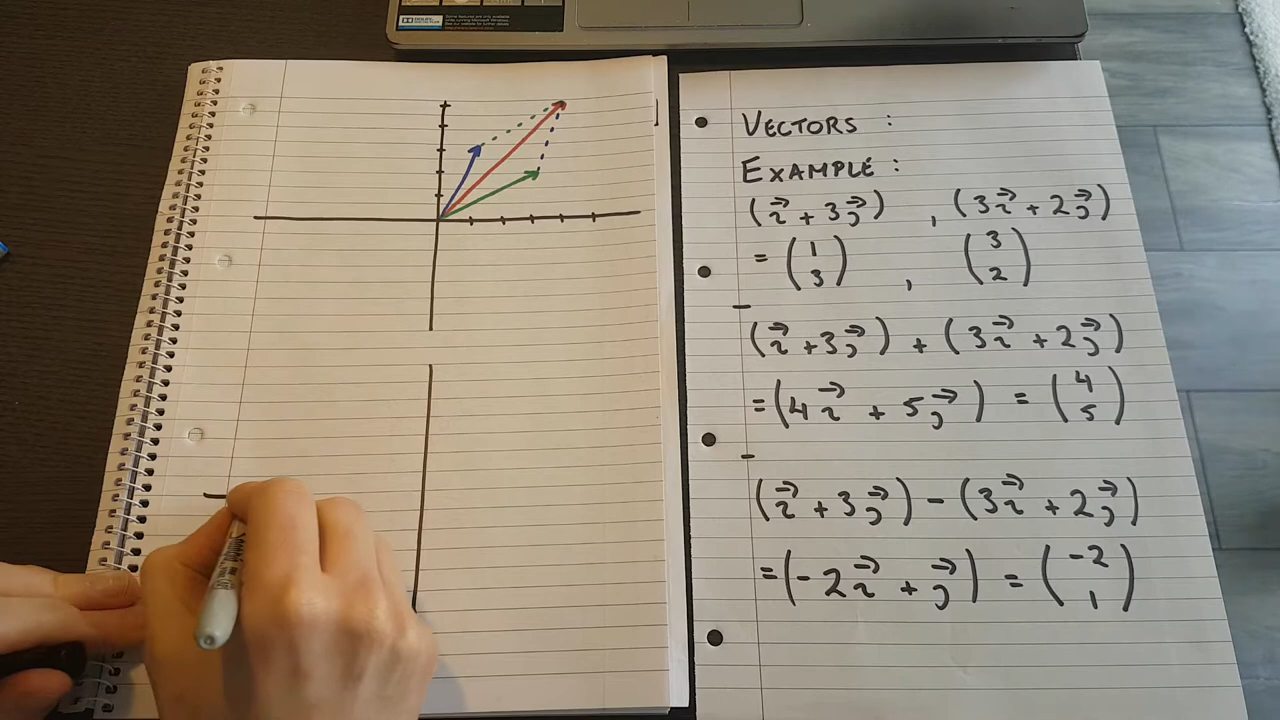 VECTORS :
EXAMPLE :
(i⃗ + 3j⃗) , (3i⃗ + 2j⃗)
= (1 3) , (3 2)
(i⃗ + 3j⃗) + (3i⃗ + 2j⃗)
= (4i⃗ + 5j⃗) = (4 5)
(i⃗ + 3j⃗) - (3i⃗ + 2j⃗)
= (-2i⃗ + j⃗) = (-2 1)